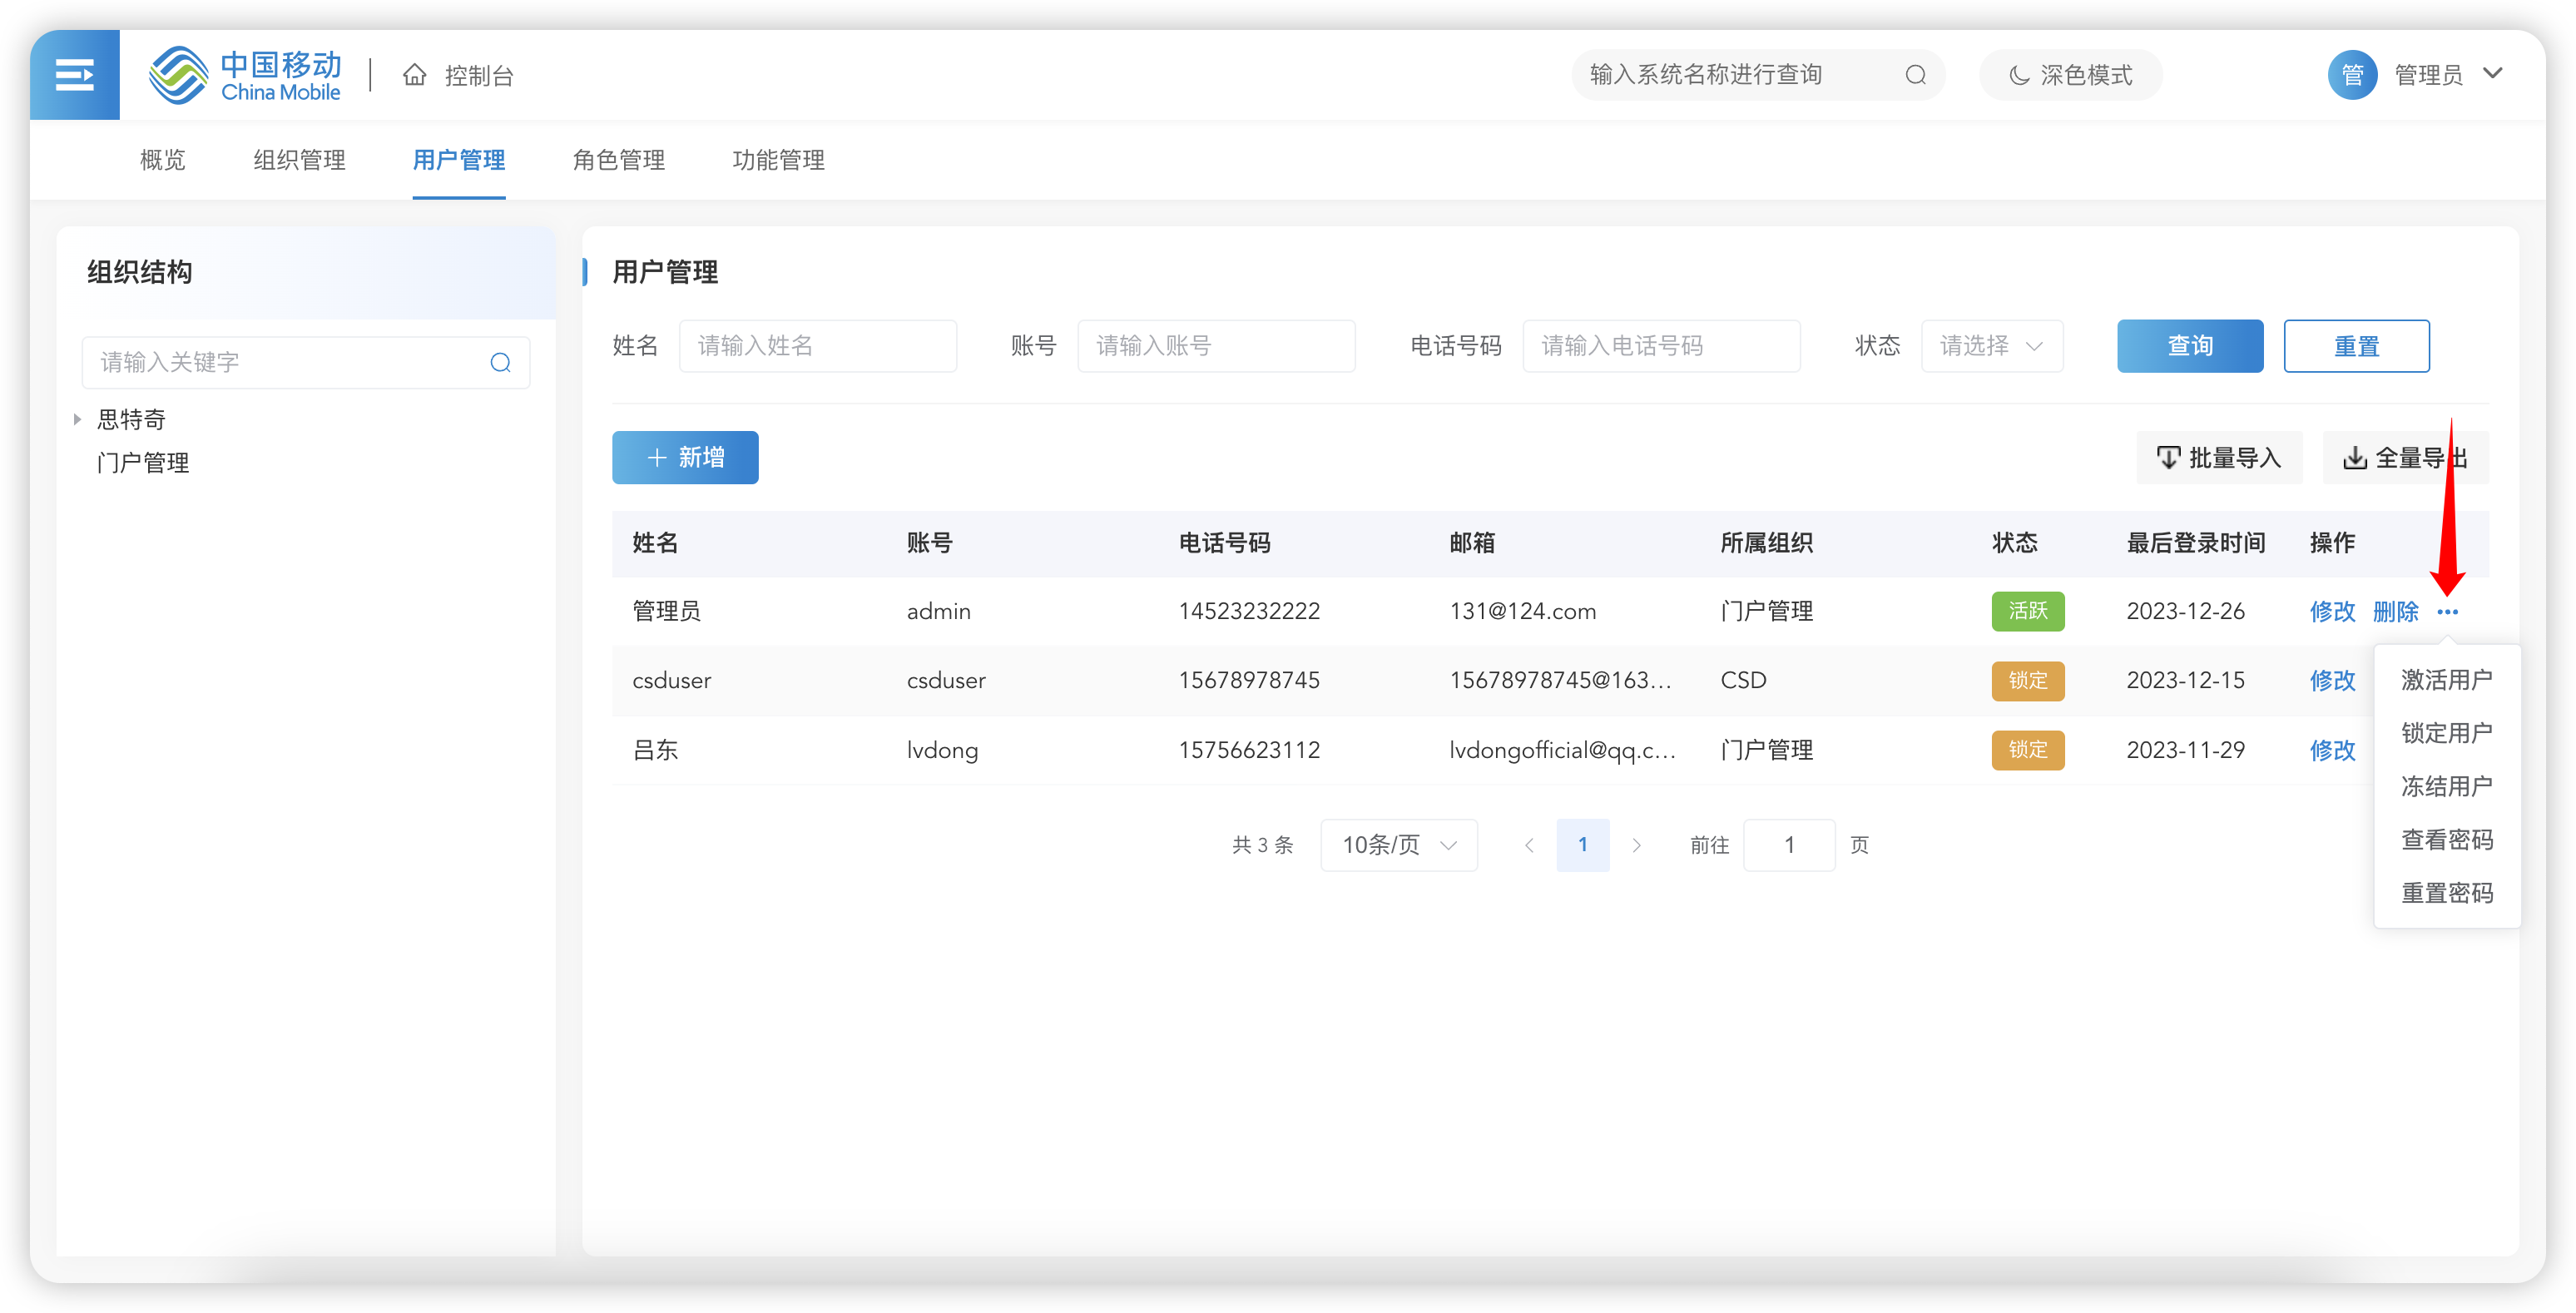 中国移动
China Mobile
控制台
输入系统名称进行查询
深色模式
管
管理员
概览 组织管理 用户管理 角色管理 功能管理
组织结构
请输入关键字
思特奇
门户管理
用户管理
姓名 请输入姓名 账号 请输入账号 电话号码 请输入电话号码 状态 请选择 查询 重置
新增 批量导入 全量导出
姓名 账号 电话号码 邮箱 所属组织 状态 最后登录时间 操作
管理员 admin 14523232222 131@124.com 门户管理 活跃 2023-12-26 修改 删除 •••
csduser csduser 15678978745 15678978745@163... CSD 锁定 2023-12-15 修改
吕东 lvdong 15756623112 lvdongofficial@qq.c... 门户管理 锁定 2023-11-29 修改
激活用户
锁定用户
冻结用户
查看密码
重置密码
共 3 条 10条/页 1 前往 1 页